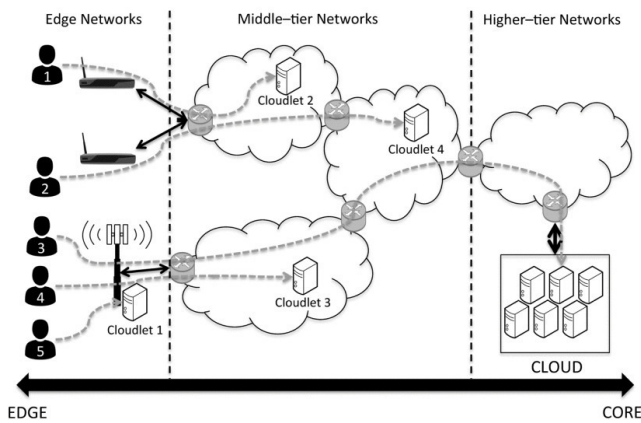 Edge Networks
Middle-tier Networks
Higher-tier Networks
1
Cloudlet 2
Cloudlet 4
2
3
4
Cloudlet 3
5
Cloudlet 1
CLOUD
EDGE
CORE